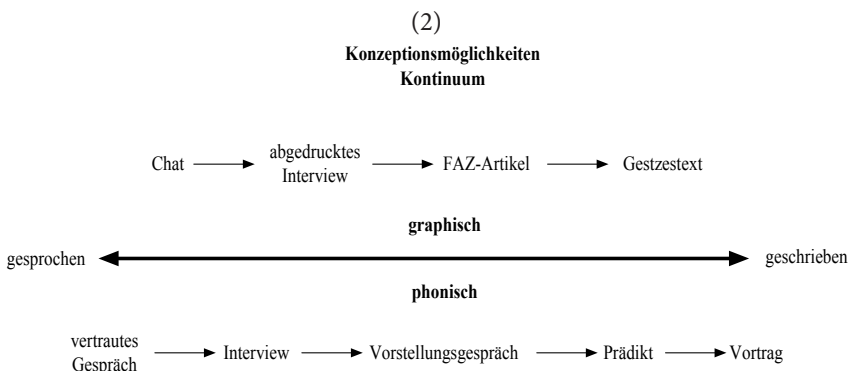 (2)
Konzeptionsmöglichkeiten
Kontinuum
Chat abgedrucktes Interview FAZ-Artikel Gestzestext
graphisch
gesprochen geschrieben
phonisch
vertrautes Gespräch Interview Vorstellungsgespräch Prädikt Vortrag